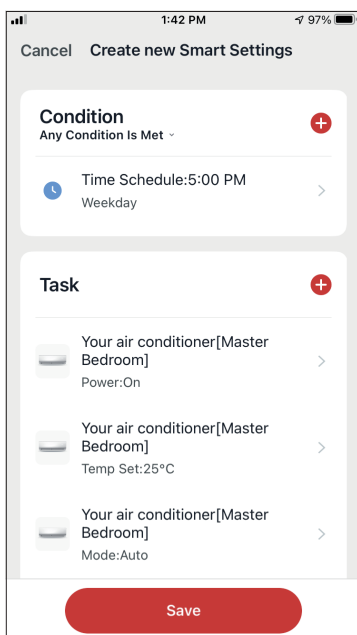 1:42 PM
97%
Cancel Create new Smart Settings
Condition
Any Condition Is Met
Time Schedule:5:00 PM
Weekday
Task
Your air conditioner[Master
Bedroom]
Power:On
Your air conditioner[Master
Bedroom]
Temp Set:25°C
Your air conditioner[Master
Bedroom]
Mode:Auto
Save